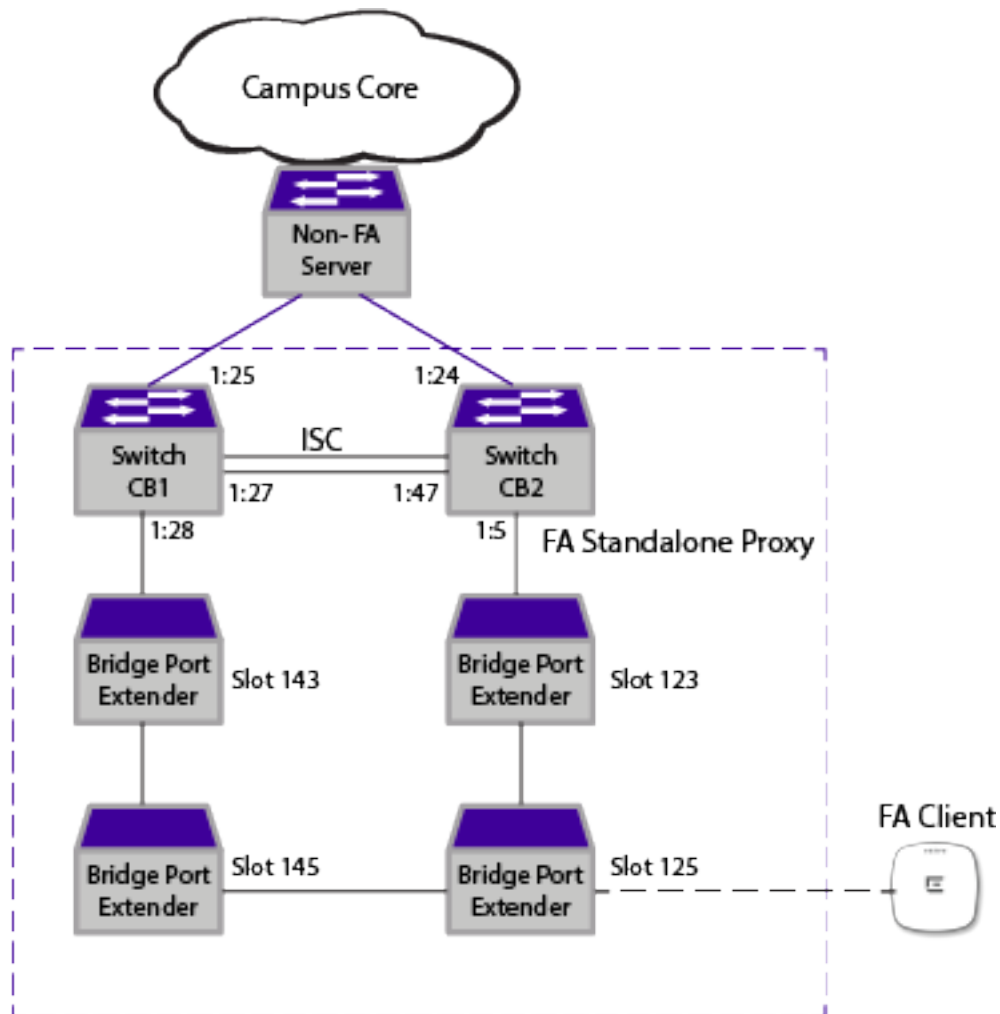 Campus Core
Non- FA
Server
1:25
1:24
Switch
CB1
ISC
Switch
CB2
1:27
1:47
1:28
1:5
FA Standalone Proxy
Bridge Port
Extender
Slot 143
Bridge Port
Extender
Slot 123
FA Client
Bridge Port
Extender
Slot 145
Bridge Port
Extender
Slot 125